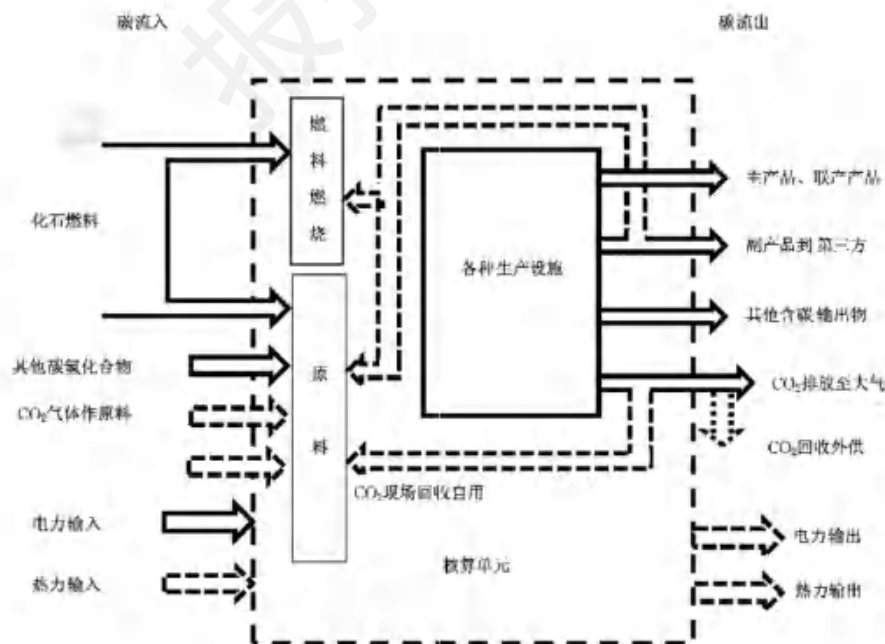 碳流入
碳流出
燃料燃烧
化石燃料
各种生产设施
主产品、联产产品
副产品到 第三方
其他含碳输出物
其他碳氢化合物
原料
CO₂气体作原料
CO₂排放至大气
CO₂回收外供
CO₂现场回收自用
电力输入
热力输入
核算单元
电力输出
热力输出